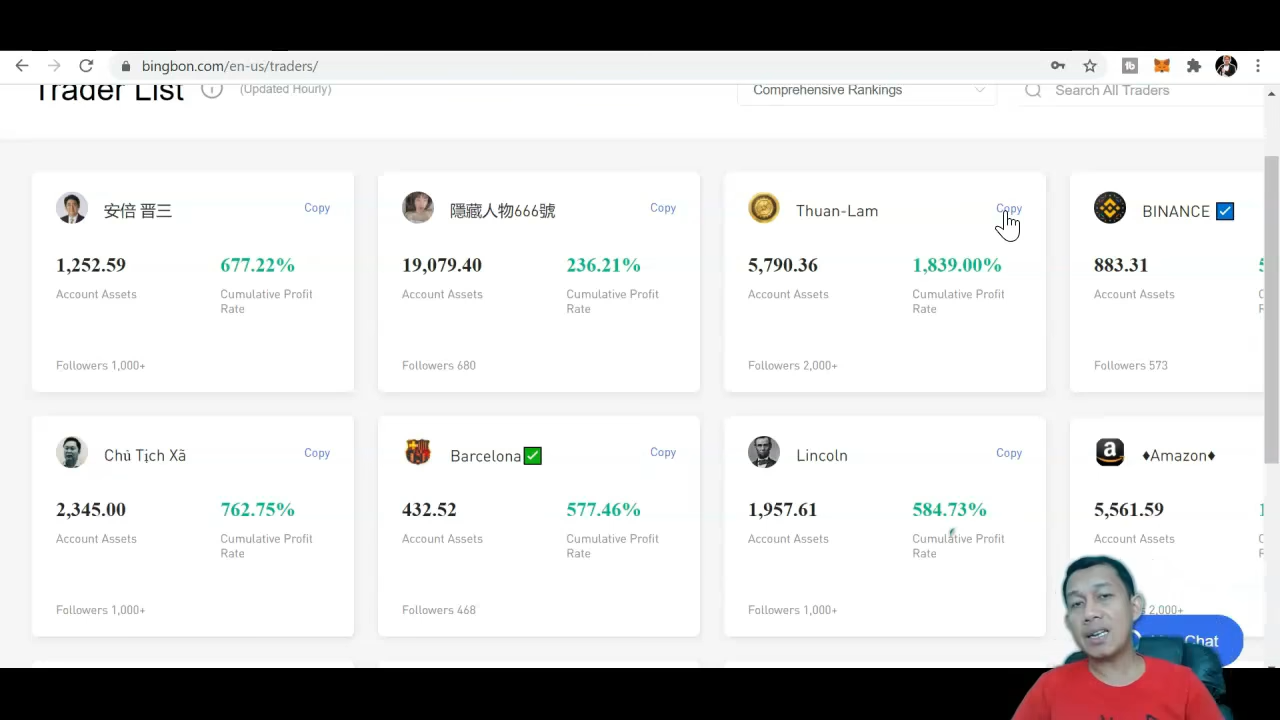 bingbon.com/en-us/traders/
Trader List
(Updated Hourly)
Comprehensive Rankings
Search All Traders
安倍 晋三
Copy
1,252.59
677.22%
Account Assets
Cumulative Profit
Rate
Followers 1,000+
隱藏人物666號
Copy
19,079.40
236.21%
Account Assets
Cumulative Profit
Rate
Followers 680
Thuan-Lam
Copy
5,790.36
1,839.00%
Account Assets
Cumulative Profit
Rate
Followers 2,000+
BINANCE
883.31
Account Assets
Followers 573
Chủ Tịch Xã
Copy
2,345.00
762.75%
Account Assets
Cumulative Profit
Rate
Followers 1,000+
Barcelona
Copy
432.52
577.46%
Account Assets
Cumulative Profit
Rate
Followers 468
Lincoln
Copy
1,957.61
584.73%
Account Assets
Cumulative Profit
Rate
Followers 1,000+
♦Amazon♦
5,561.59
Account Assets
2,000+
Chat